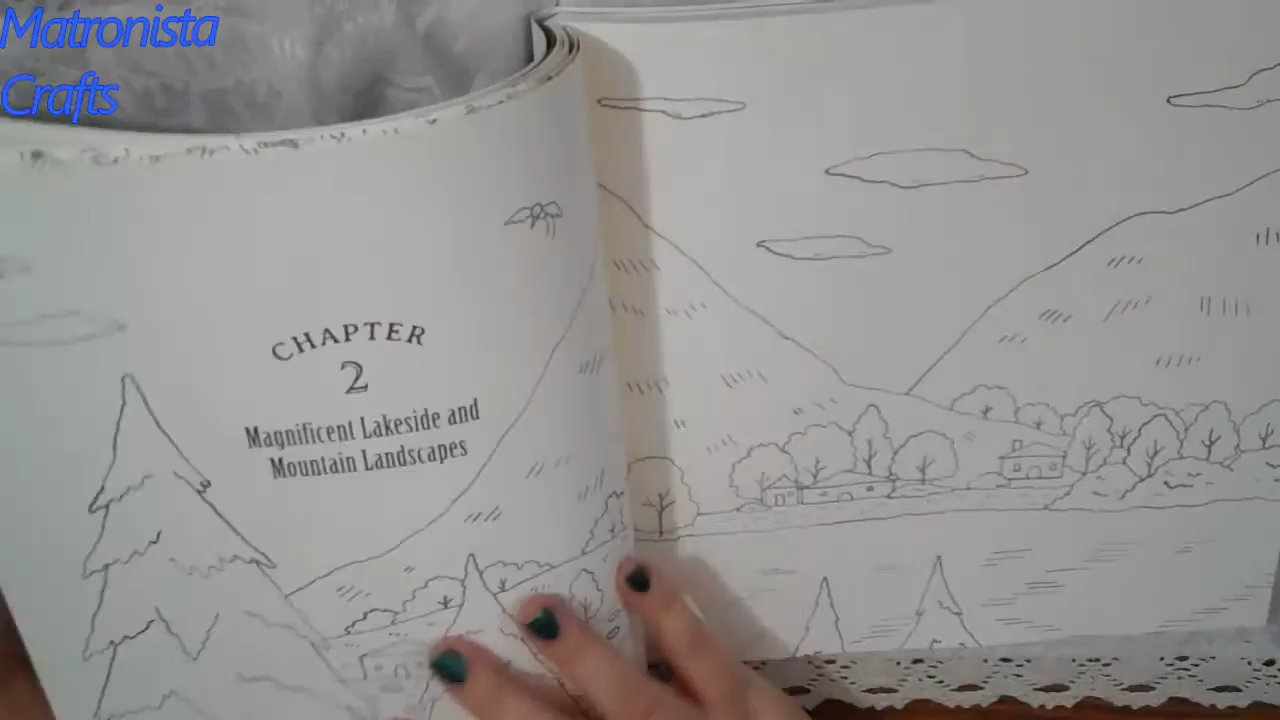 Matronista
Crafts
CHAPTER
2
Magnificent Lakeside and
Mountain Landscapes